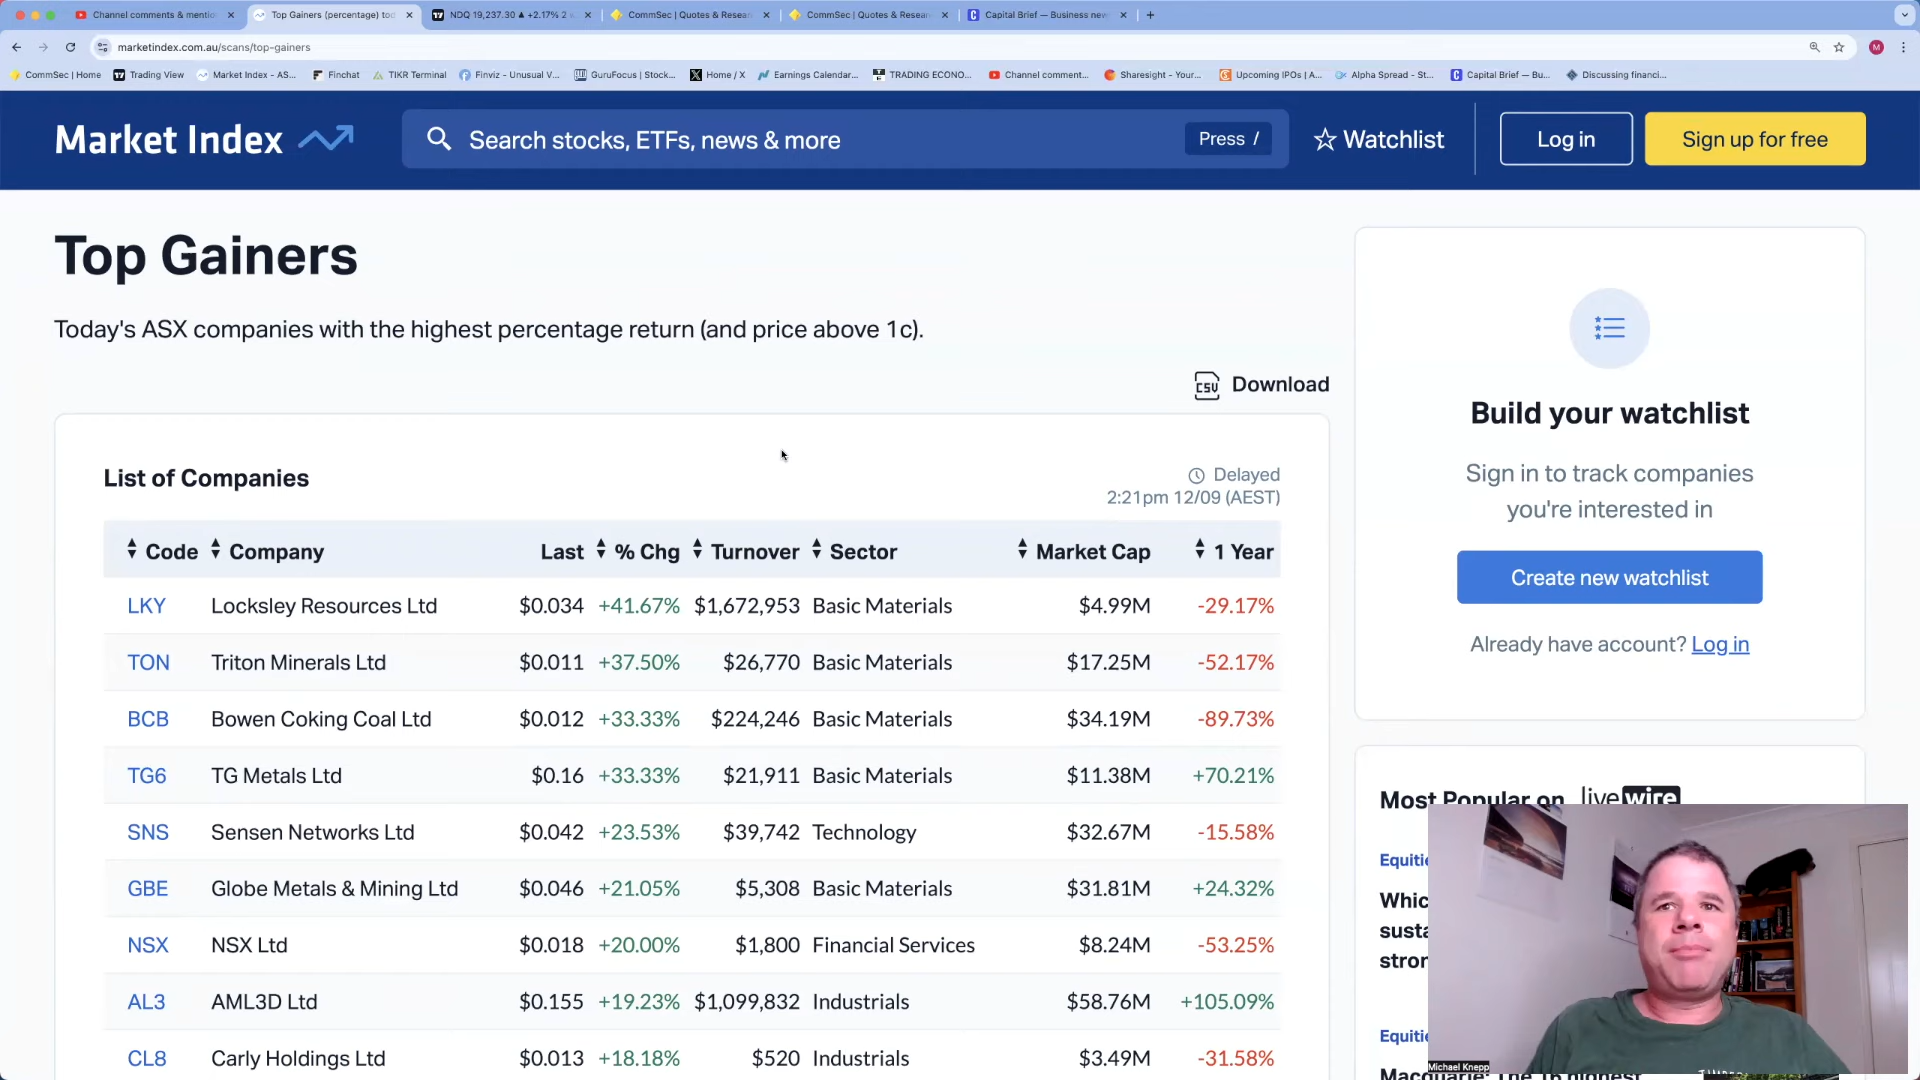 Channel comments & mentio
Top Gainers (percentage) tod
NDQ 19,237.30 ▲ +2.17% 2
CommSec | Quotes & Resear
CommSec | Quotes & Resear
Capital Brief — Business new
marketindex.com.au/scans/top-gainers
M
CommSec | Home
Trading View
Market Index - AS...
Finchat
TIKR Terminal
Finviz - Unusual V...
GuruFocus | Stock...
Home / X
Earnings Calendar...
TRADING ECONO...
Channel comment...
Sharesight - Your...
Upcoming IPOs | A...
Alpha Spread - St...
Capital Brief — Bu...
Discussing financi...
Market Index
Search stocks, ETFs, news & more
Press /
Watchlist
Log in
Sign up for free
Top Gainers
Today's ASX companies with the highest percentage return (and price above 1c).
CSV Download
List of Companies
Delayed
2:21pm 12/09 (AEST)
Code Company Last % Chg Turnover Sector Market Cap 1 Year
LKY Locksley Resources Ltd $0.034 +41.67% $1,672,953 Basic Materials $4.99M -29.17%
TON Triton Minerals Ltd $0.011 +37.50% $26,770 Basic Materials $17.25M -52.17%
BCB Bowen Coking Coal Ltd $0.012 +33.33% $224,246 Basic Materials $34.19M -89.73%
TG6 TG Metals Ltd $0.16 +33.33% $21,911 Basic Materials $11.38M +70.21%
SNS Sensen Networks Ltd $0.042 +23.53% $39,742 Technology $32.67M -15.58%
GBE Globe Metals & Mining Ltd $0.046 +21.05% $5,308 Basic Materials $31.81M +24.32%
NSX NSX Ltd $0.018 +20.00% $1,800 Financial Services $8.24M -53.25%
AL3 AML3D Ltd $0.155 +19.23% $1,099,832 Industrials $58.76M +105.09%
CL8 Carly Holdings Ltd $0.013 +18.18% $520 Industrials $3.49M -31.58%
Build your watchlist
Sign in to track companies
you're interested in
Create new watchlist
Already have account? Log in
Most Popular on livewire
Equitie
Whic
susta
stror
Equitie
Macquarie: The 16 highest
Michael Knepp